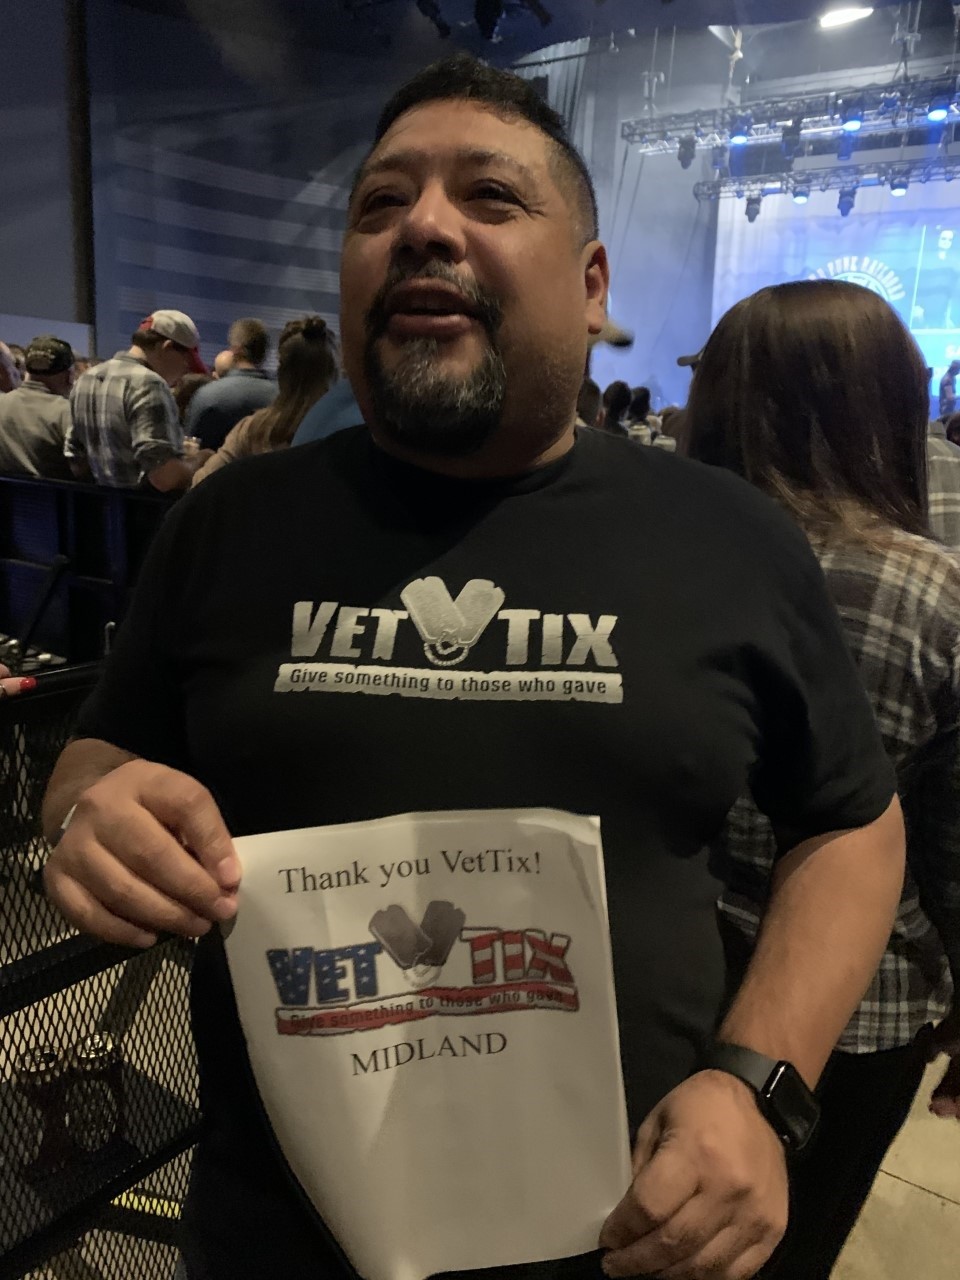 VET TIX
Give something to those who gave
Thank you VetTix!
VET TIX
Give something to those who gave
MIDLAND